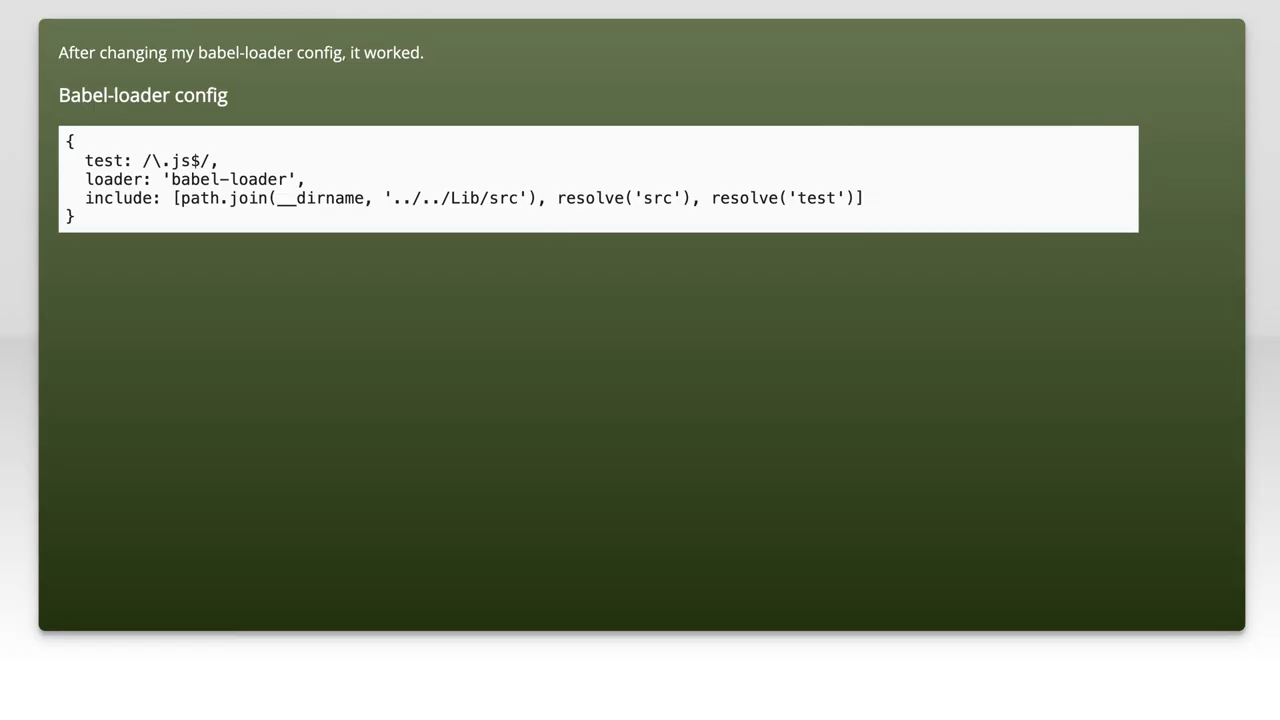 After changing my babel-loader config, it worked.
Babel-loader config
{
  test: /\.js$/,
  loader: 'babel-loader',
  include: [path.join(__dirname, '../../Lib/src'), resolve('src'), resolve('test')]
}